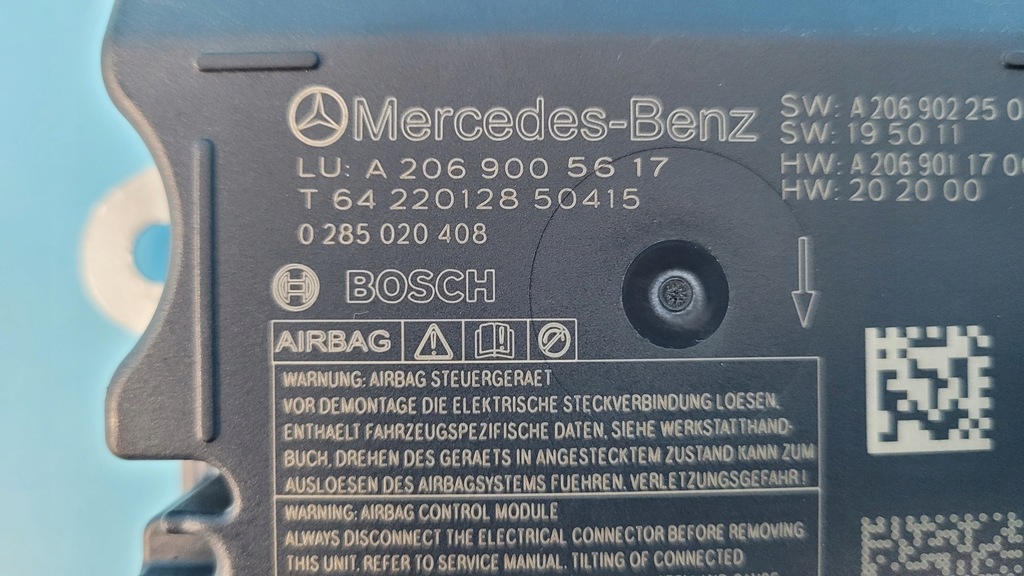 Mercedes-Benz
LU: A 206 900 56 17
T 64 220128 50415
0 285 020 408
SW: A 206 902 25 0
SW: 19 50 11
HW: A 206 901 17 00
HW: 20 20 00
BOSCH
AIRBAG
WARNUNG: AIRBAG STEUERGERAET
VOR DEMONTAGE DIE ELEKTRISCHE STECKVERBINDUNG LOESEN.
ENTHAELT FAHRZEUGSPEZIFISCHE DATEN. SIEHE WERKSTATTHAND-
BUCH. DREHEN DES GERAETS IN ANGESTECKTEM ZUSTAND KANN ZUM
AUSLOESEN DES AIRBAGSYSTEMS FUEHREN. VERLETZUNGSGEFAHR!
WARNING: AIRBAG CONTROL MODULE
ALWAYS DISCONNECT THE ELECTRICAL CONNECTOR BEFORE REMOVING
THIS UNIT. REFER TO SERVICE MANUAL. TILTING OF CONNECTED